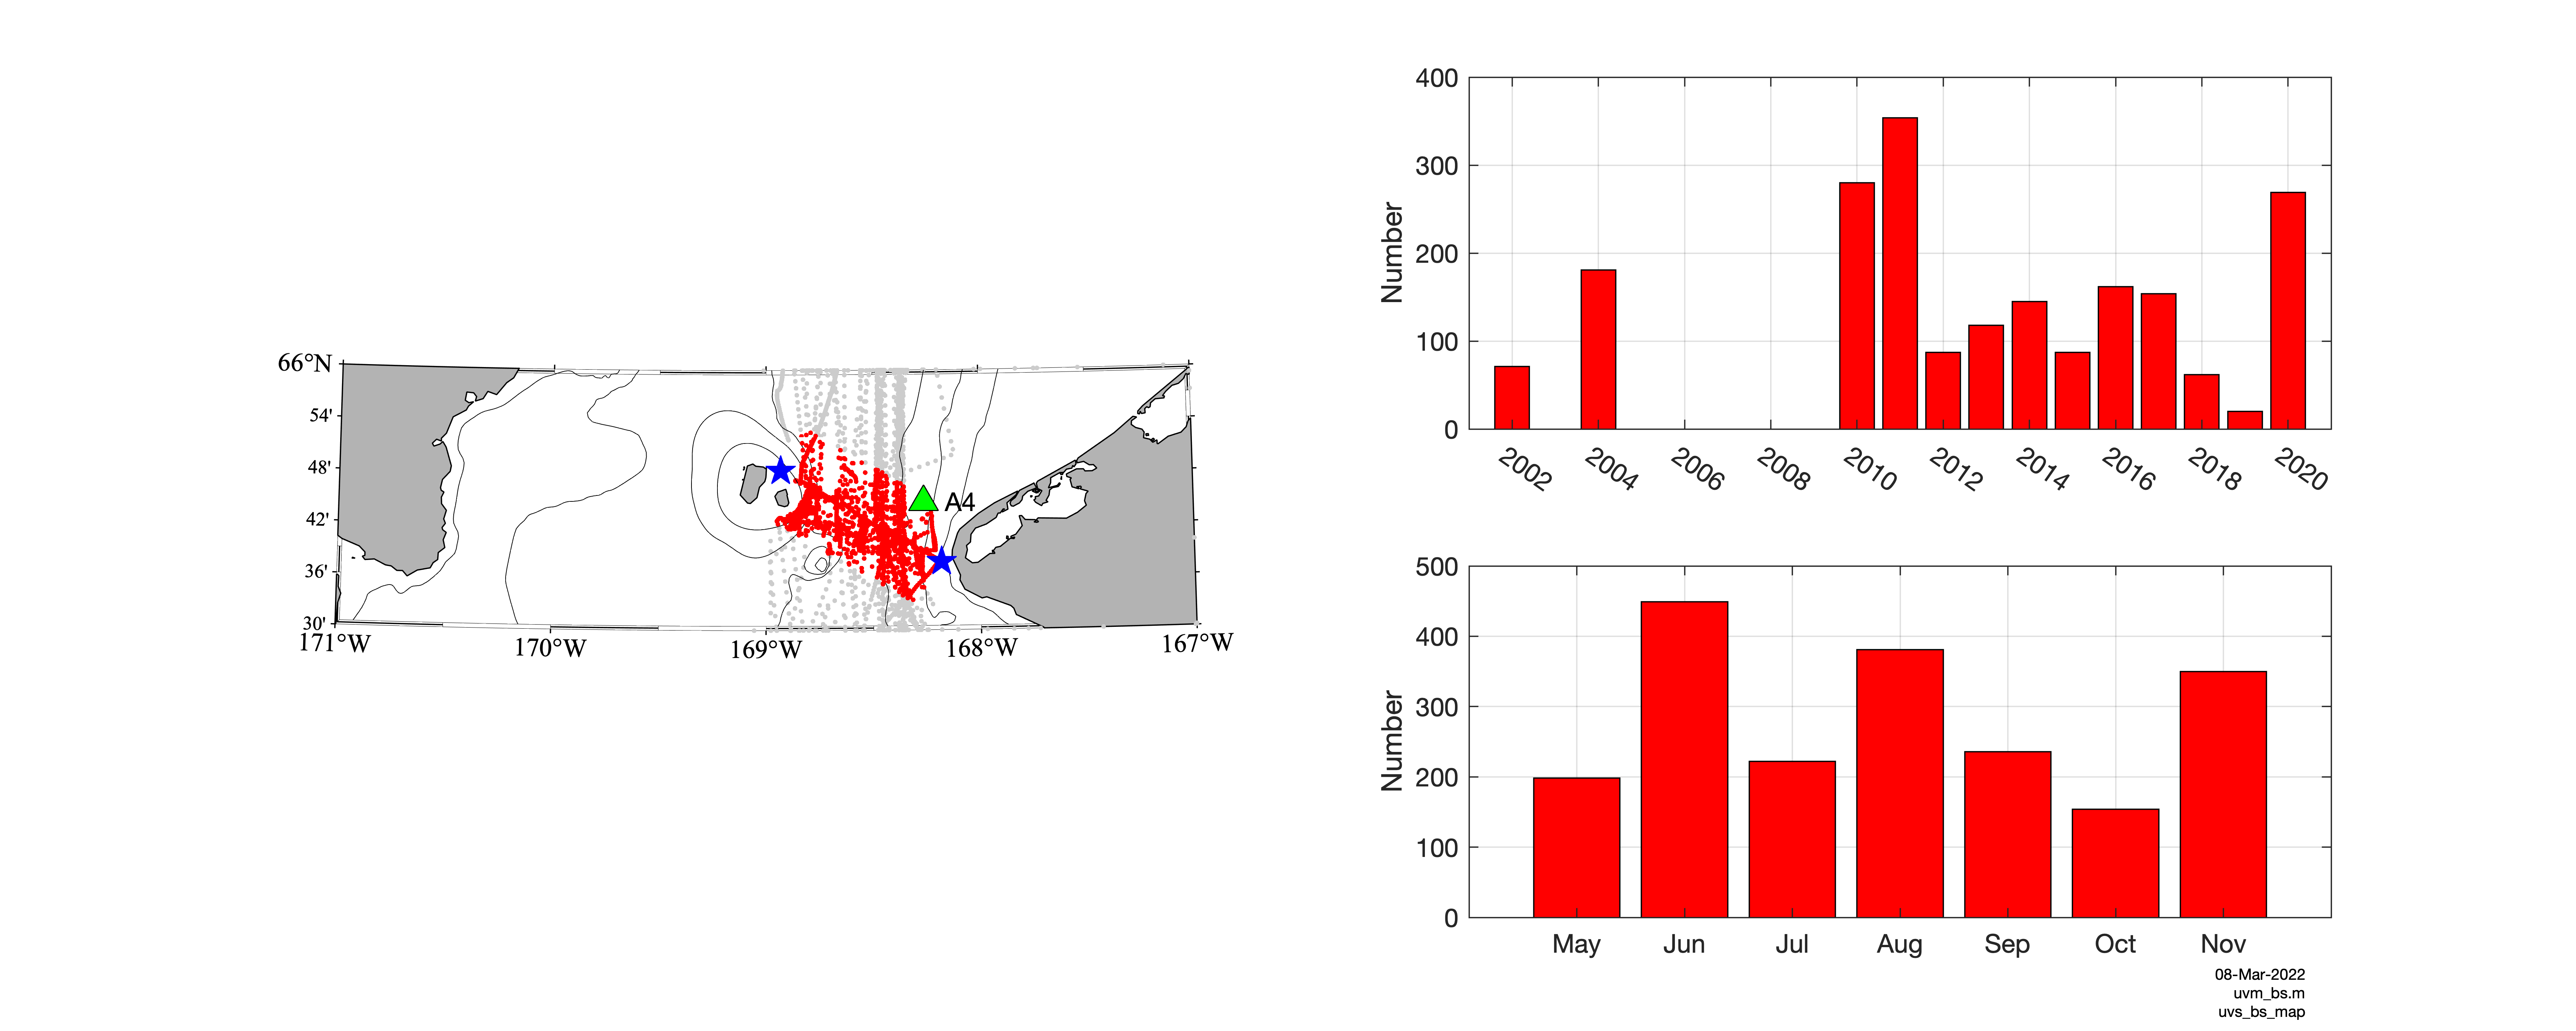 66°N
54'
48'
42'
36'
30'
171°W
170°W
169°W
168°W
167°W
A4
400
300
200
100
0
Number
2002
2004
2006
2008
2010
2012
2014
2016
2018
2020
500
400
300
200
100
0
Number
May
Jun
Jul
Aug
Sep
Oct
Nov
08-Mar-2022
uvm_bs.m
uvs_bs_map